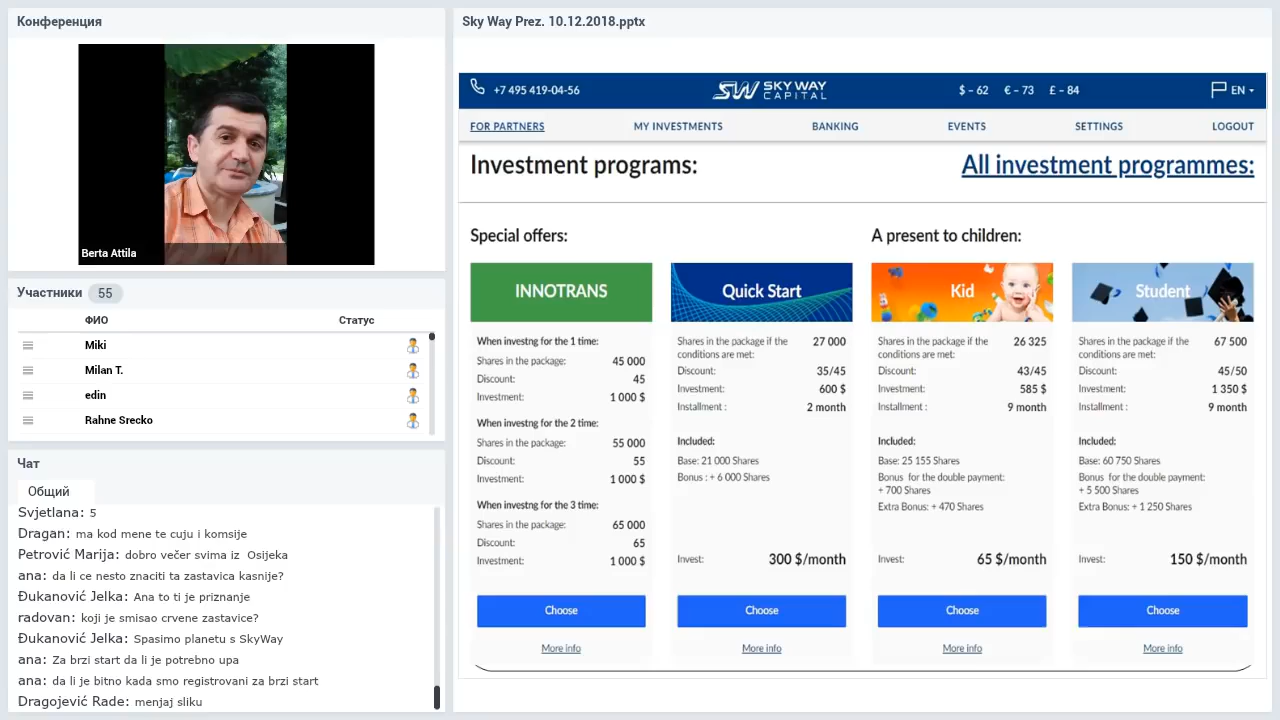 Конференция
Berta Attila
Участники 55
ФИО Статус
Miki
Milan T.
edin
Rahne Srecko
Чат
Общий
Svjetlana: 5
Dragan: ma kod mene te cuju i komsije
Petrović Marija: dobro večer svima iz Osijeka
ana: da li ce nesto znaciti ta zastavica kasnije?
Đukanović Jelka: Ana to ti je priznanje
radovan: koji je smisao crvene zastavice?
Đukanović Jelka: Spasimo planetu s SkyWay
ana: Za brzi start da li je potrebno upa
ana: da li je bitno kada smo registrovani za brzi start
Dragojević Rade: menjaj sliku
Sky Way Prez. 10.12.2018.pptx
+7 495 419-04-56
SW SKY WAY
CAPITAL
$ – 62 € – 73 £ – 84
EN
FOR PARTNERS MY INVESTMENTS BANKING EVENTS SETTINGS LOGOUT
Investment programs: All investment programmes:
Special offers:
INNOTRANS
When investng for the 1 time:
Shares in the package: 45 000
Discount: 45
Investment: 1 000 $
When investng for the 2 time:
Shares in the package: 55 000
Discount: 55
Investment: 1 000 $
When investng for the 3 time:
Shares in the package: 65 000
Discount: 65
Investment: 1 000 $
Choose
More info
Quick Start
Shares in the package if the 27 000
conditions are met:
Discount: 35/45
Investment: 600 $
Installment : 2 month
Included:
Base: 21 000 Shares
Bonus : + 6 000 Shares
Invest: 300 $/month
Choose
More info
A present to children:
Kid
Shares in the package if the 26 325
conditions are met:
Discount: 43/45
Investment: 585 $
Installment : 9 month
Included:
Base: 25 155 Shares
Bonus for the double payment:
+ 700 Shares
Extra Bonus: + 470 Shares
Invest: 65 $/month
Choose
More info
Student
Shares in the package if the 67 500
conditions are met:
Discount: 45/50
Investment: 1 350 $
Installment : 9 month
Included:
Base: 60 750 Shares
Bonus for the double payment:
+ 5 500 Shares
Extra Bonus: + 1 250 Shares
Invest: 150 $/month
Choose
More info